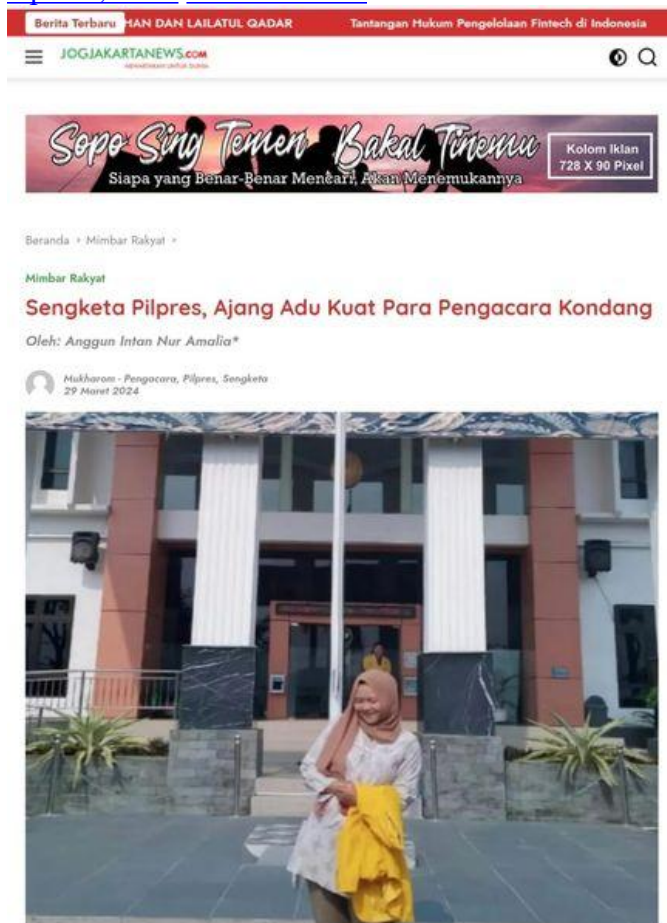 Berita Terbaru HAN DAN LAILATUL QADAR Tantangan Hukum Pengelolaan Fintech di Indonesia
JOGJAKARTANEWS.COM
Sopo Sing Temen Bakal Tinemu
Siapa yang Benar-Benar Mencari, Akan Menemukannya
Kolom Iklan
728 X 90 Pixel
Beranda > Mimbar Rakyat >
Mimbar Rakyat
Sengketa Pilpres, Ajang Adu Kuat Para Pengacara Kondang
Oleh: Anggun Intan Nur Amalia*
Mukharom - Pengacara, Pilpres, Sengketa
29 Maret 2024